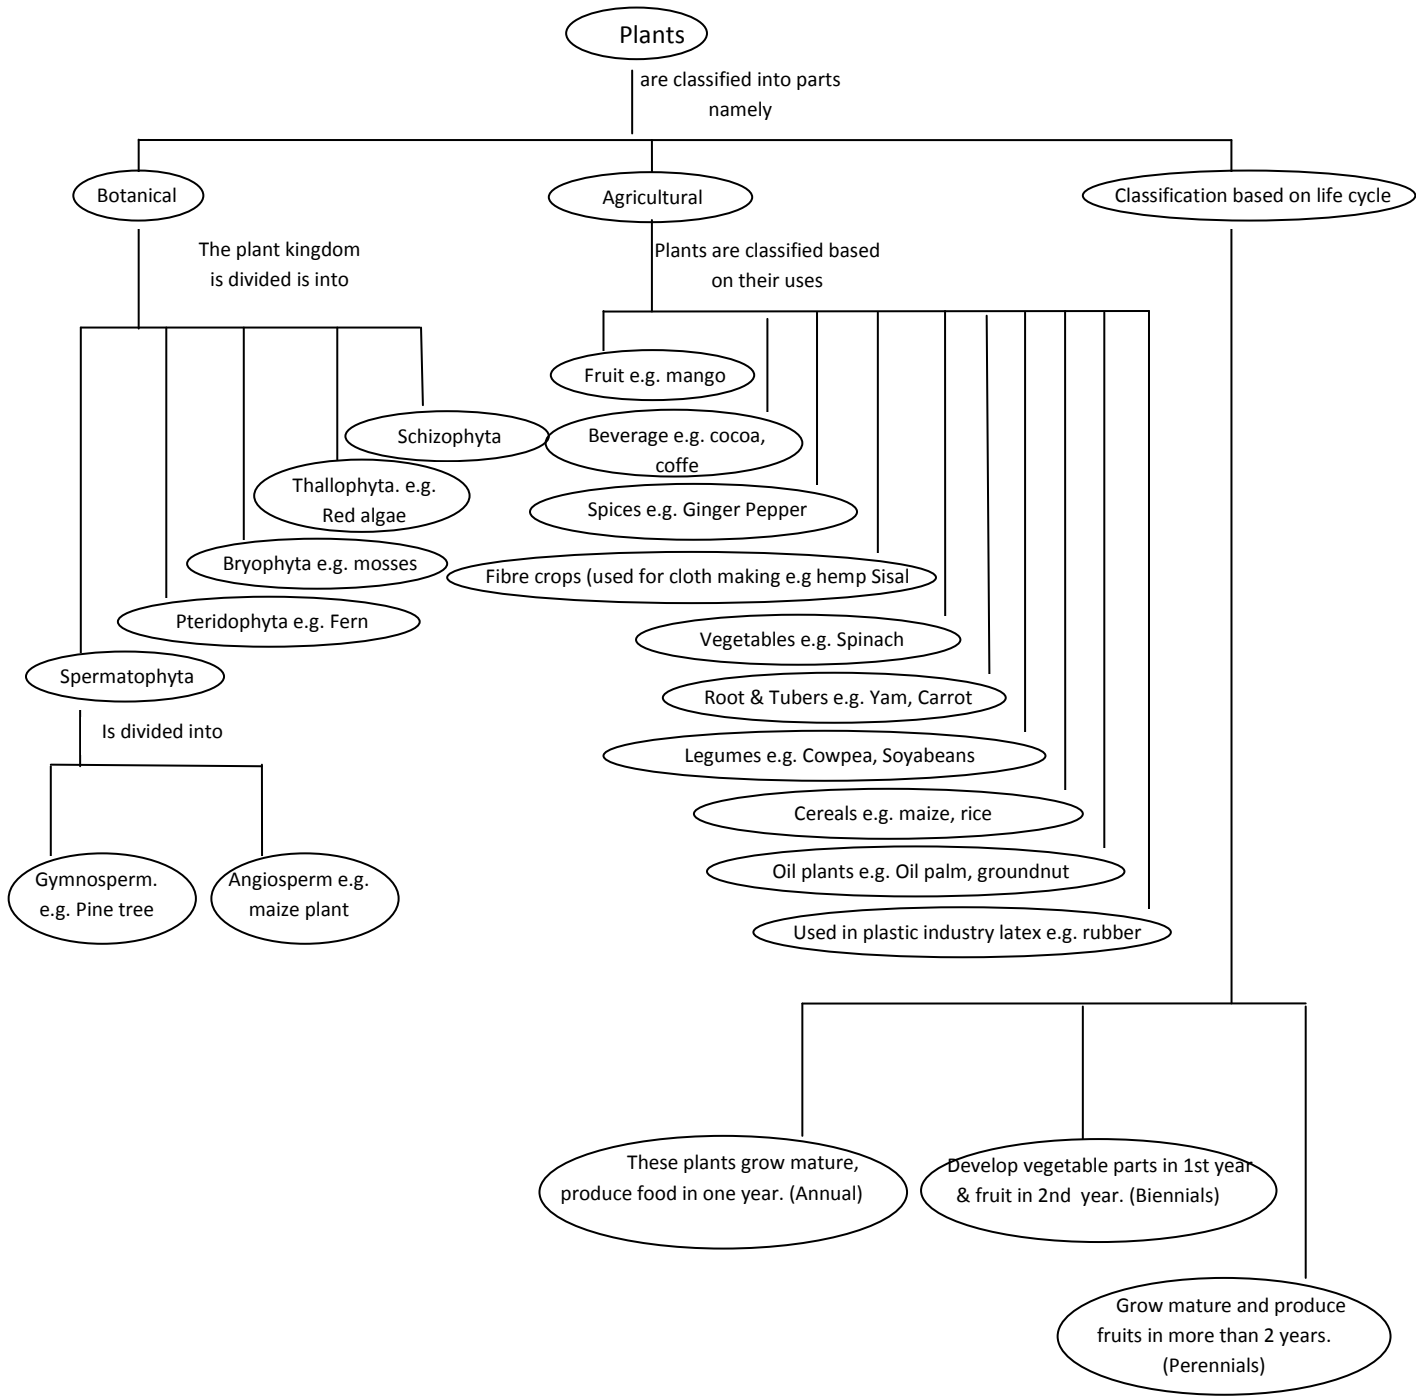 Plants
are classified into parts
namely
Botanical
Agricultural
Classification based on life cycle
The plant kingdom
is divided is into
Plants are classified based
on their uses
Fruit e.g. mango
Schizophyta
Beverage e.g. cocoa,
coffe
Thallophyta. e.g.
Red algae
Spices e.g. Ginger Pepper
Bryophyta e.g. mosses
Fibre crops (used for cloth making e.g hemp Sisal
Pteridophyta e.g. Fern
Vegetables e.g. Spinach
Spermatophyta
Root & Tubers e.g. Yam, Carrot
Is divided into
Legumes e.g. Cowpea, Soyabeans
Cereals e.g. maize, rice
Oil plants e.g. Oil palm, groundnut
Gymnosperm.
e.g. Pine tree
Angiosperm e.g.
maize plant
Used in plastic industry latex e.g. rubber
These plants grow mature,
produce food in one year. (Annual)
Develop vegetable parts in 1st year
& fruit in 2nd year. (Biennials)
Grow mature and produce
fruits in more than 2 years.
(Perennials)